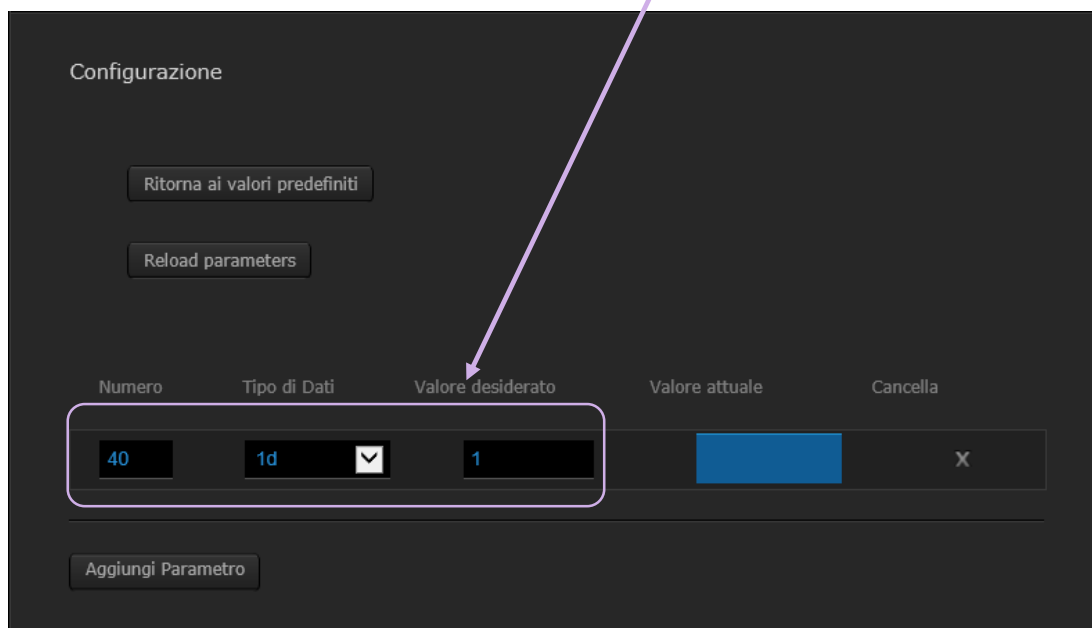 Configurazione
Ritorna ai valori predefiniti
Reload parameters
Numero Tipo di Dati Valore desiderato Valore attuale Cancella
40 1d 1 X
Aggiungi Parametro